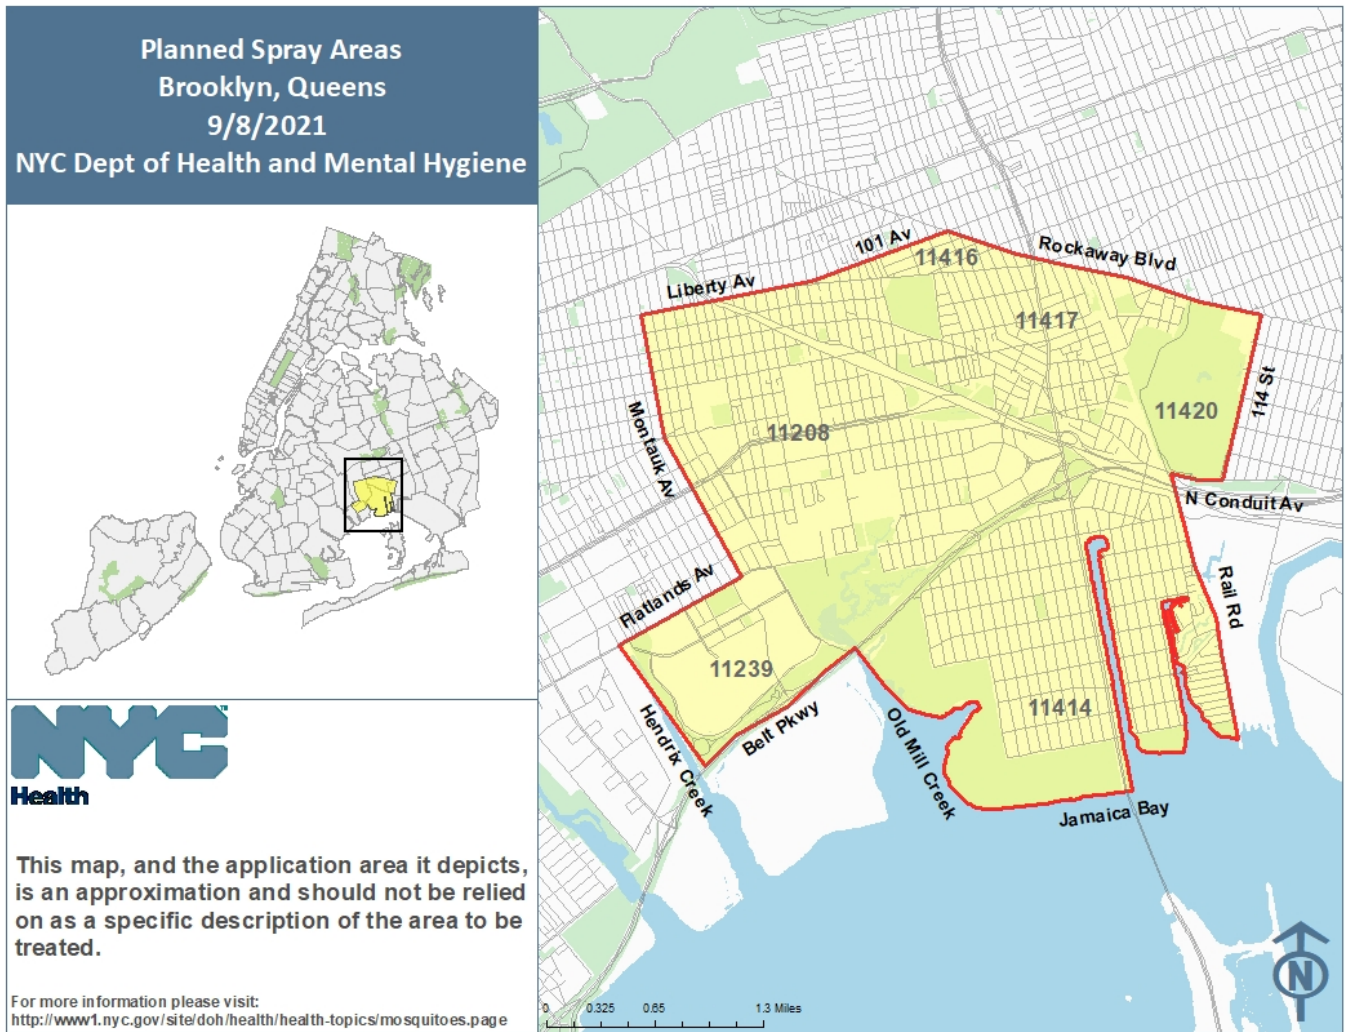 Planned Spray Areas
Brooklyn, Queens
9/8/2021
NYC Dept of Health and Mental Hygiene
NYC
Health
This map, and the application area it depicts,
is an approximation and should not be relied
on as a specific description of the area to be
treated.
For more information please visit:
http://www1.nyc.gov/site/doh/health/health-topics/mosquitoes.page
101 Av
Rockaway Blvd
11416
Liberty Av
11417
114 St
11420
Montauk Av
11208
N Conduit Av
Flatlands Av
Rail Rd
11239
11414
Hendrix Creek
Belt Pkwy
Old Mill Creek
Jamaica Bay
N
0 0.325 0.65 1.3 Miles